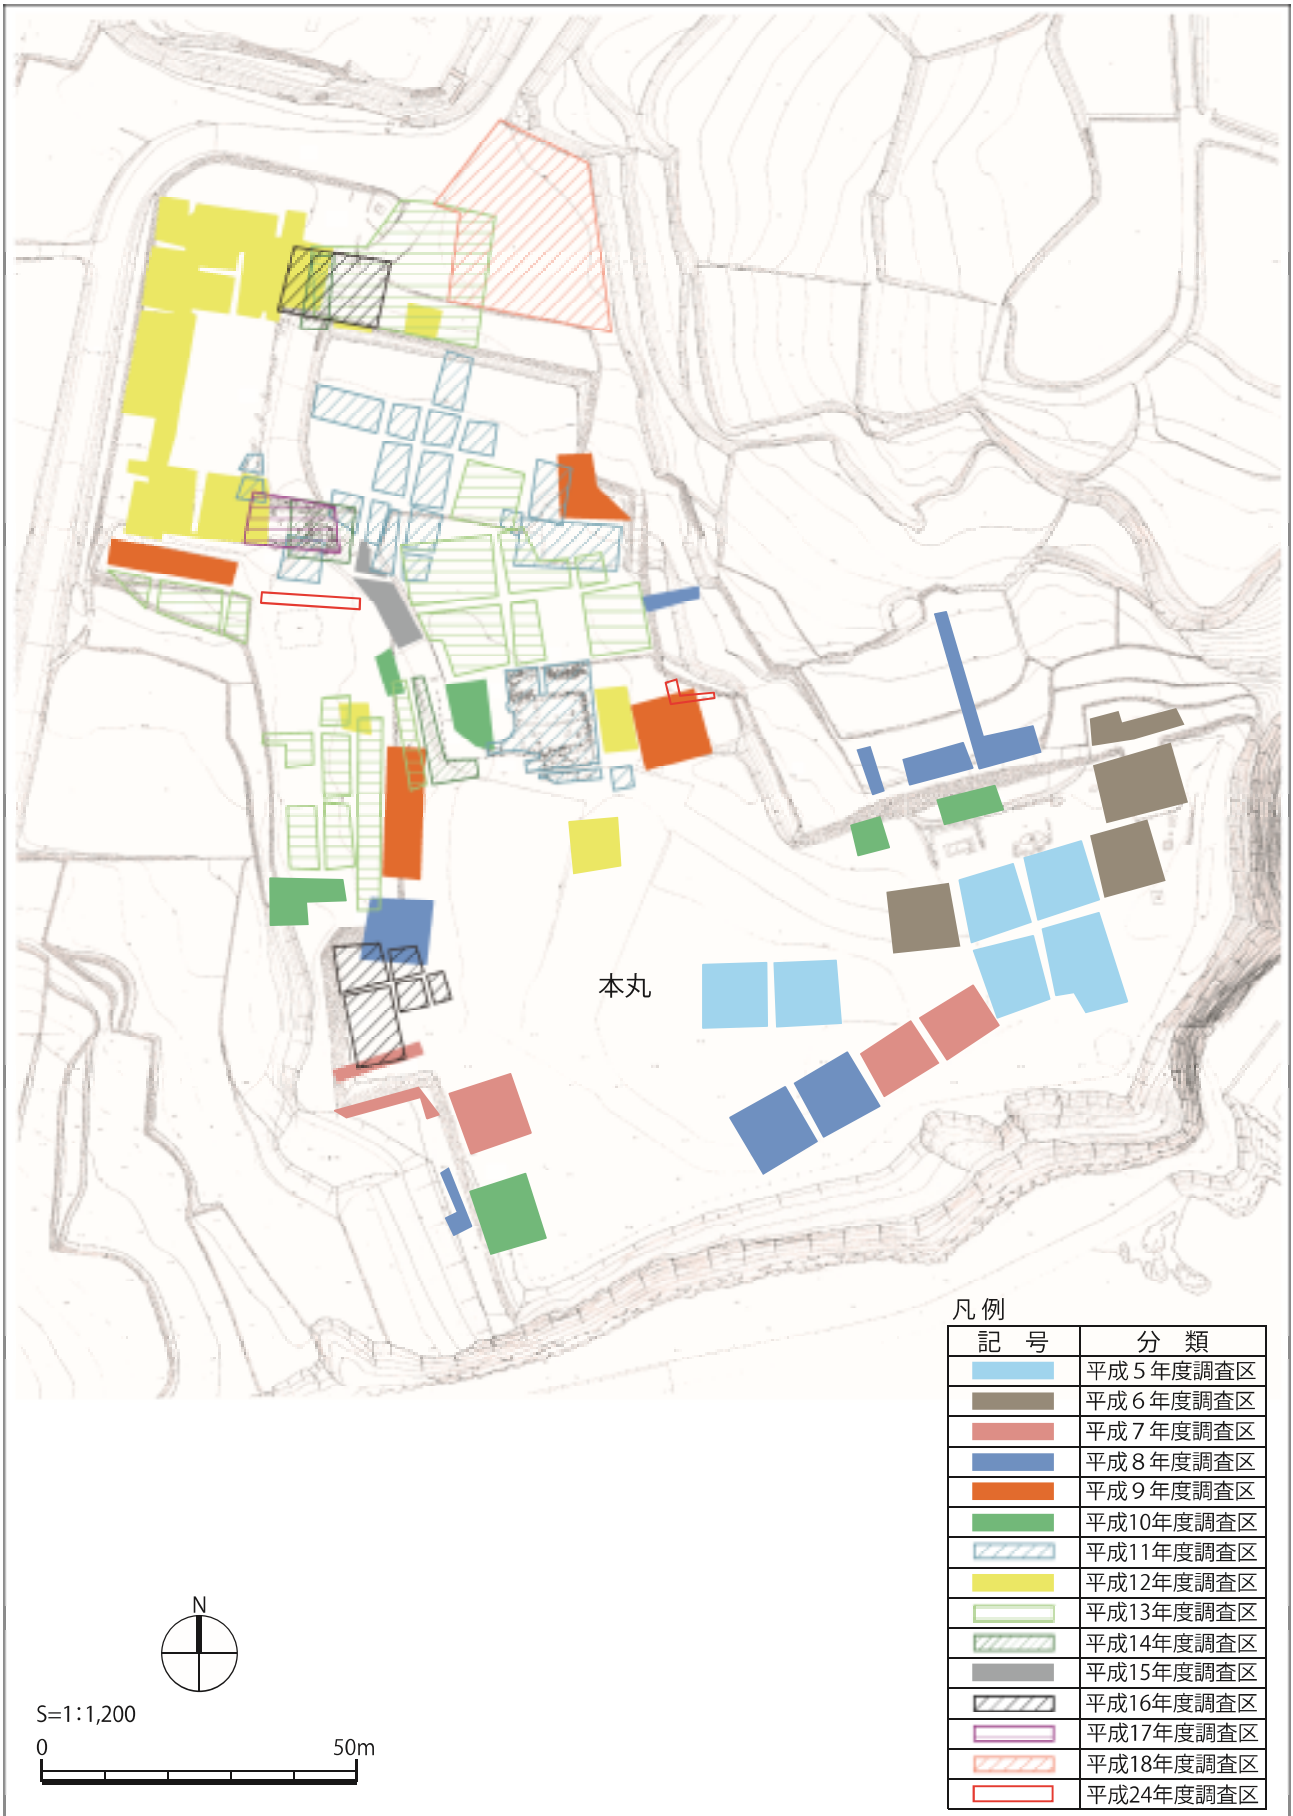 本丸
凡 例
記　号　分　類
平成５年度調査区
平成６年度調査区
平成７年度調査区
平成８年度調査区
平成９年度調査区
平成10年度調査区
平成11年度調査区
平成12年度調査区
平成13年度調査区
平成14年度調査区
平成15年度調査区
平成16年度調査区
平成17年度調査区
平成18年度調査区
平成24年度調査区
N
S=1：1,200
0　50m